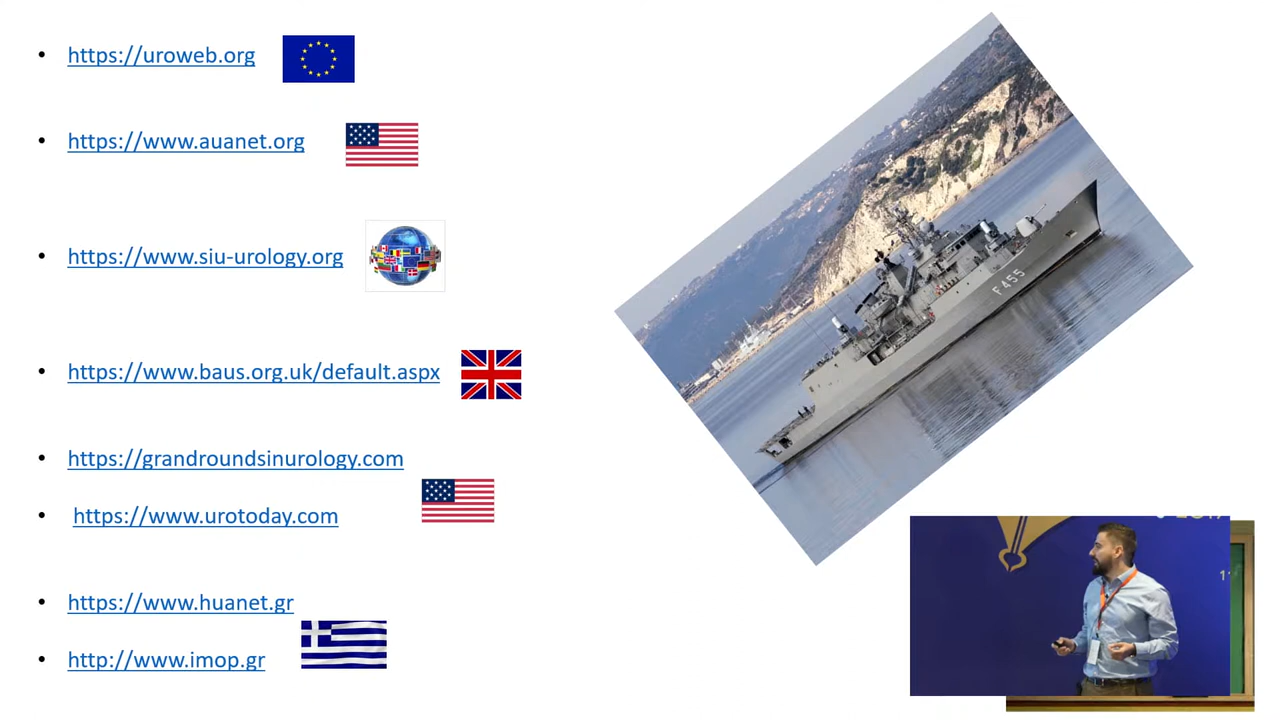 https://uroweb.org
https://www.auanet.org
https://www.siu-urology.org
https://www.baus.org.uk/default.aspx
https://grandroundsinurology.com
https://www.urotoday.com
https://www.huanet.gr
http://www.imop.gr
F 455